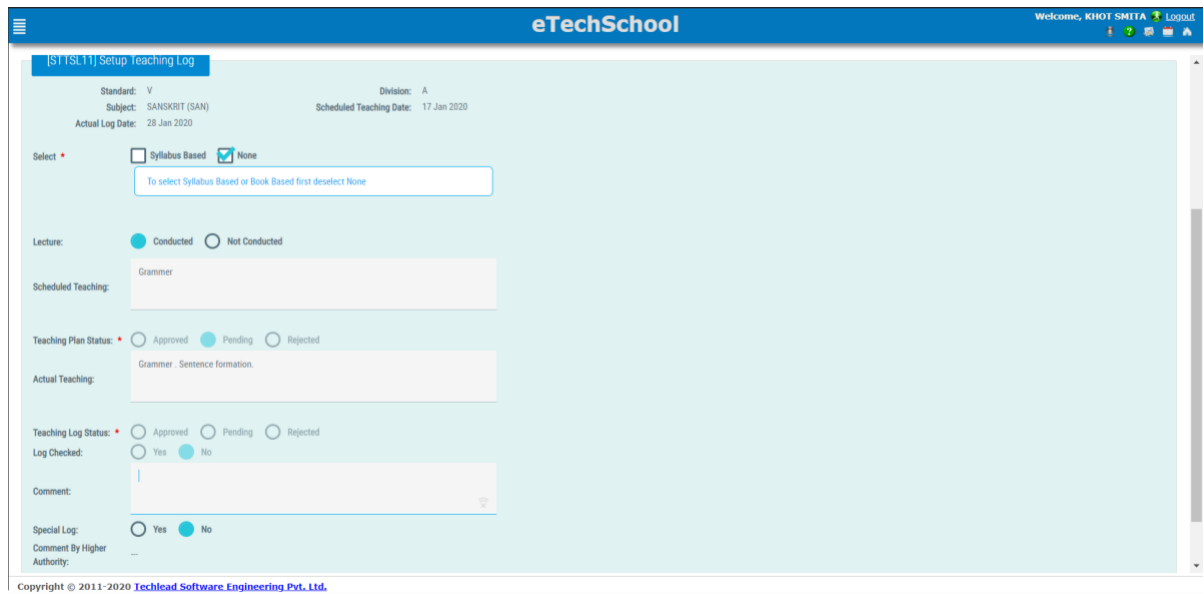 eTechSchool
Welcome, KHOT SMITA Logout
[STTSL11] Setup Teaching Log
Standard: V Division: A
Subject: SANSKRIT (SAN) Scheduled Teaching Date: 17 Jan 2020
Actual Log Date: 28 Jan 2020
Select * Syllabus Based None
To select Syllabus Based or Book Based first deselect None
Lecture: Conducted Not Conducted
Grammer
Scheduled Teaching:
Teaching Plan Status: * Approved Pending Rejected
Grammer . Sentence formation.
Actual Teaching:
Teaching Log Status: * Approved Pending Rejected
Log Checked: Yes No
Comment:
Special Log: Yes No
Comment By Higher
Authority: --
Copyright © 2011-2020 Techlead Software Engineering Pvt. Ltd.